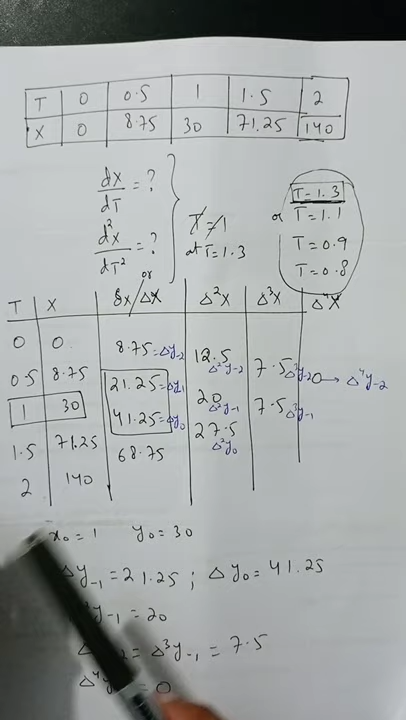 T 0 0.5 1 1.5 2
X 0 8.75 30 71.25 140
dx/dT = ?
d²x/dT² = ?
or
T=1
at T=1.3
T=1.3
or T=1.1
T=0.9
T=0.8
T X δx/ΔX Δ²X Δ³X Δ⁴X
0 0
8.75 = Δy₋₂
12.5 Δ²y₋₂
0.5 8.75
7.5 Δ³y₋₂
21.25 = Δy₋₁
0 → Δ⁴y₋₂
1 30
20 Δ²y₋₁
41.25 = Δy₀
7.5 Δ³y₋₁
1.5 71.25
27.5 Δ²y₀
68.75
2 140
x₀ = 1 y₀ = 30
Δy₋₁ = 21.25 ; Δy₀ = 41.25
y₋₁ = 20
= Δ³y₋₁ = 7.5
Δ⁴y = 0